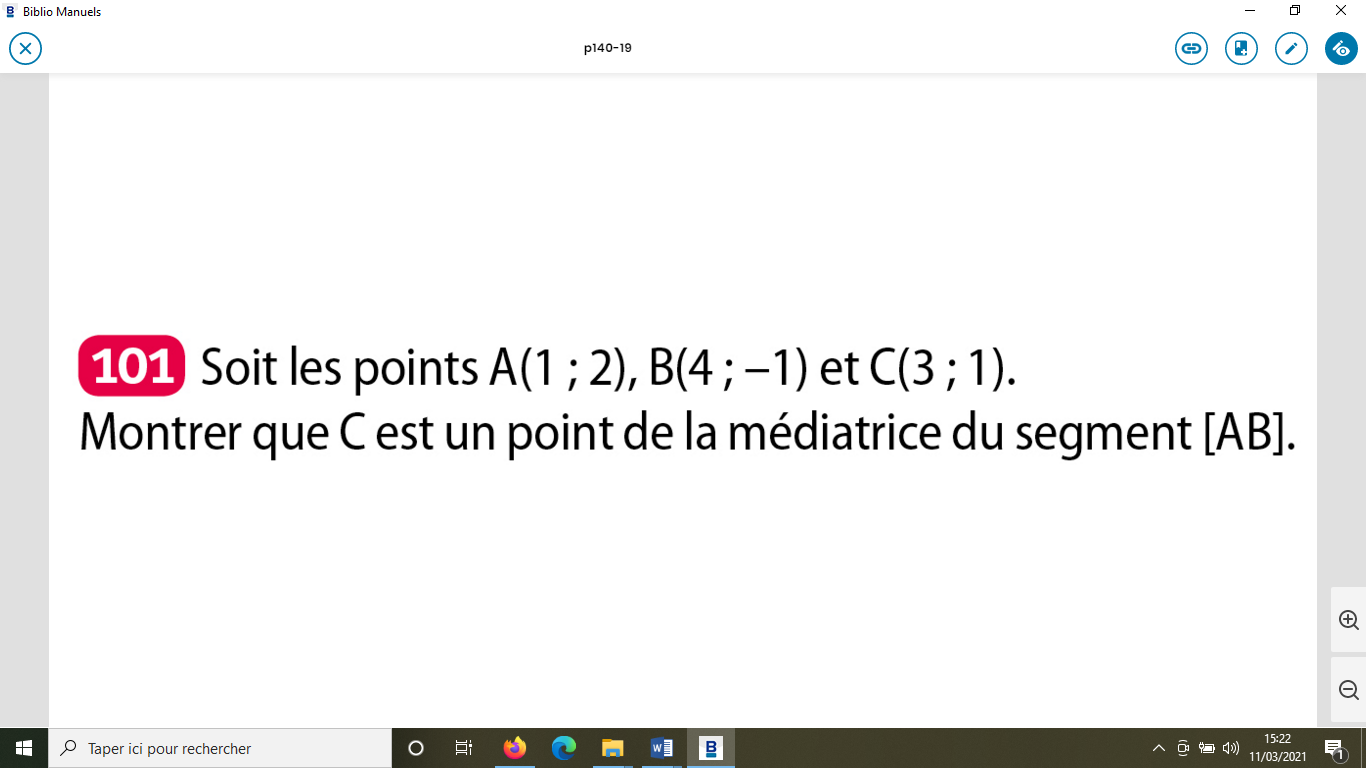 Biblio Manuels
p140-19
101 Soit les points A(1 ; 2), B(4 ; –1) et C(3 ; 1).
Montrer que C est un point de la médiatrice du segment [AB].
Taper ici pour rechercher
15:22
11/03/2021
1